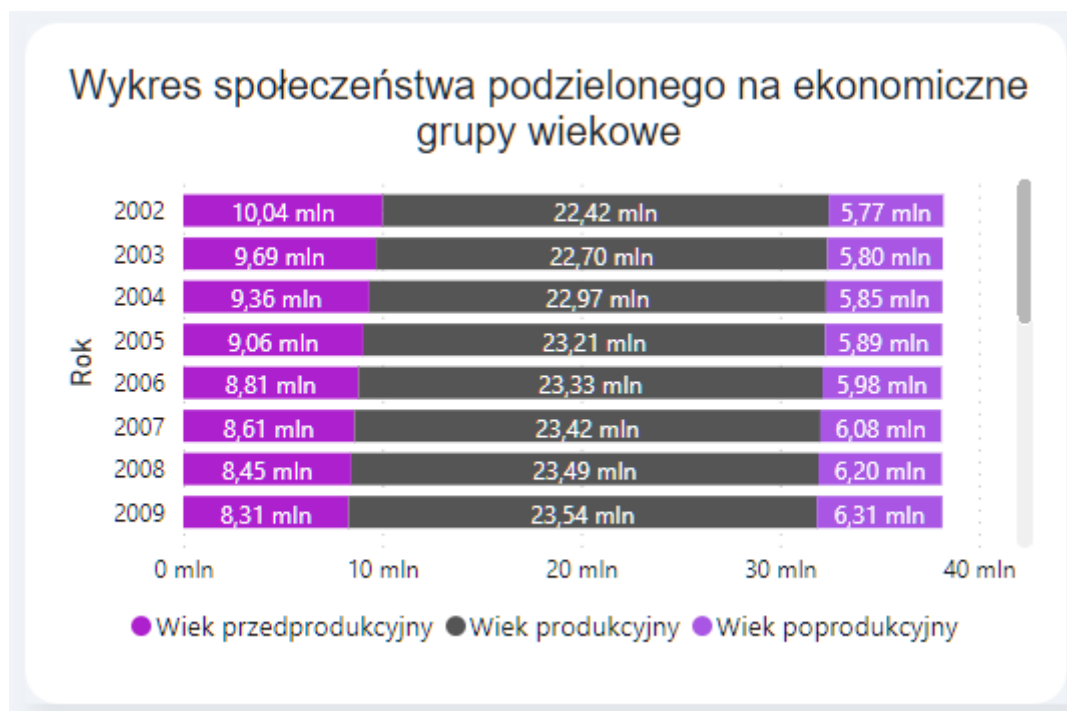 Wykres społeczeństwa podzielonego na ekonomiczne
grupy wiekowe
Rok
2002 10,04 mln 22,42 mln 5,77 mln
2003 9,69 mln 22,70 mln 5,80 mln
2004 9,36 mln 22,97 mln 5,85 mln
2005 9,06 mln 23,21 mln 5,89 mln
2006 8,81 mln 23,33 mln 5,98 mln
2007 8,61 mln 23,42 mln 6,08 mln
2008 8,45 mln 23,49 mln 6,20 mln
2009 8,31 mln 23,54 mln 6,31 mln
0 mln 10 mln 20 mln 30 mln 40 mln
Wiek przedprodukcyjny Wiek produkcyjny Wiek poprodukcyjny